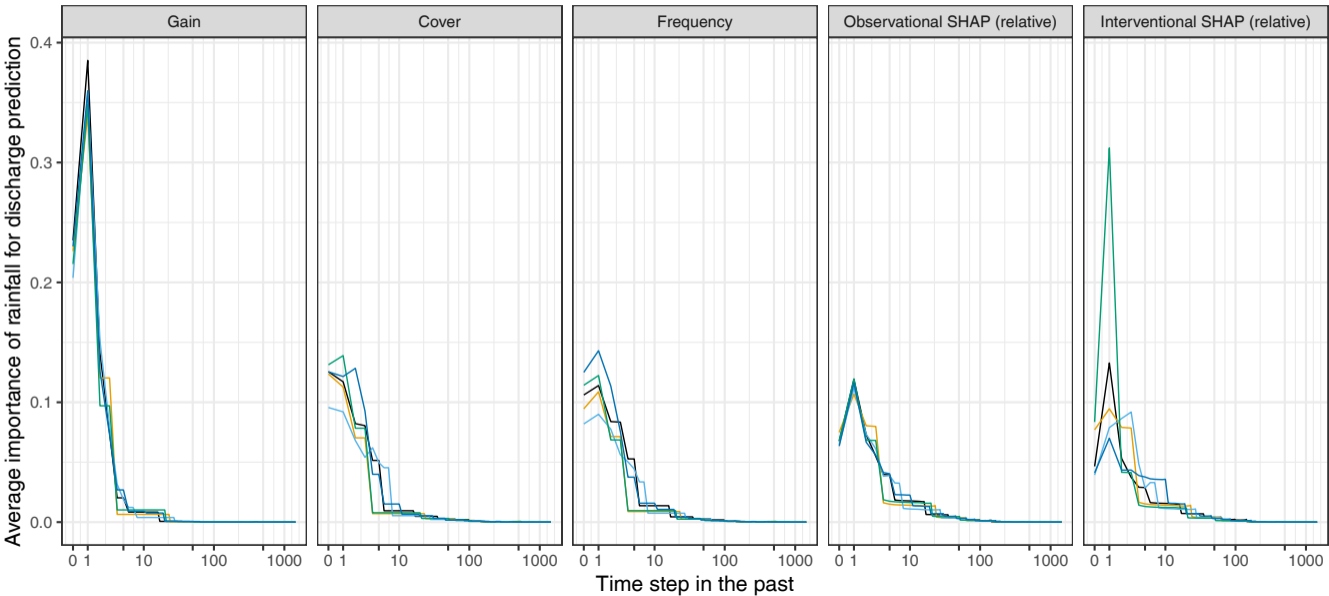 Gain Cover Frequency Observational SHAP (relative) Interventional SHAP (relative)
Average importance of rainfall for discharge prediction
0.4
0.3
0.2
0.1
0.0
0 1 10 100 1000 0 1 10 100 1000 0 1 10 100 1000 0 1 10 100 1000 0 1 10 100 1000
Time step in the past